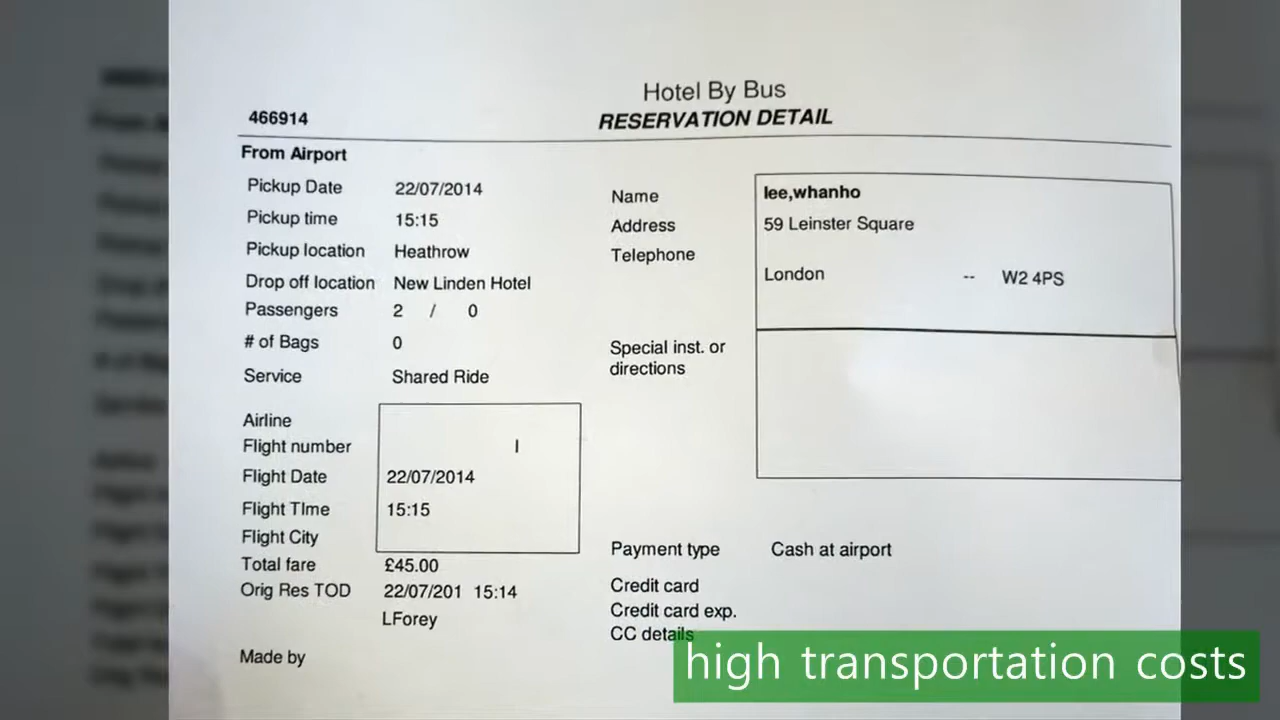 Hotel By Bus
466914 RESERVATION DETAIL
From Airport
Pickup Date 22/07/2014
Pickup time 15:15
Pickup location Heathrow
Drop off location New Linden Hotel
Passengers 2 / 0
# of Bags 0
Service Shared Ride
Airline
Flight number I
Flight Date 22/07/2014
Flight TIme 15:15
Flight City
Total fare £45.00
Orig Res TOD 22/07/201 15:14
LForey
Made by
Name lee,whanho
Address 59 Leinster Square
Telephone
London -- W2 4PS
Special inst. or
directions
Payment type Cash at airport
Credit card
Credit card exp.
CC details
high transportation costs